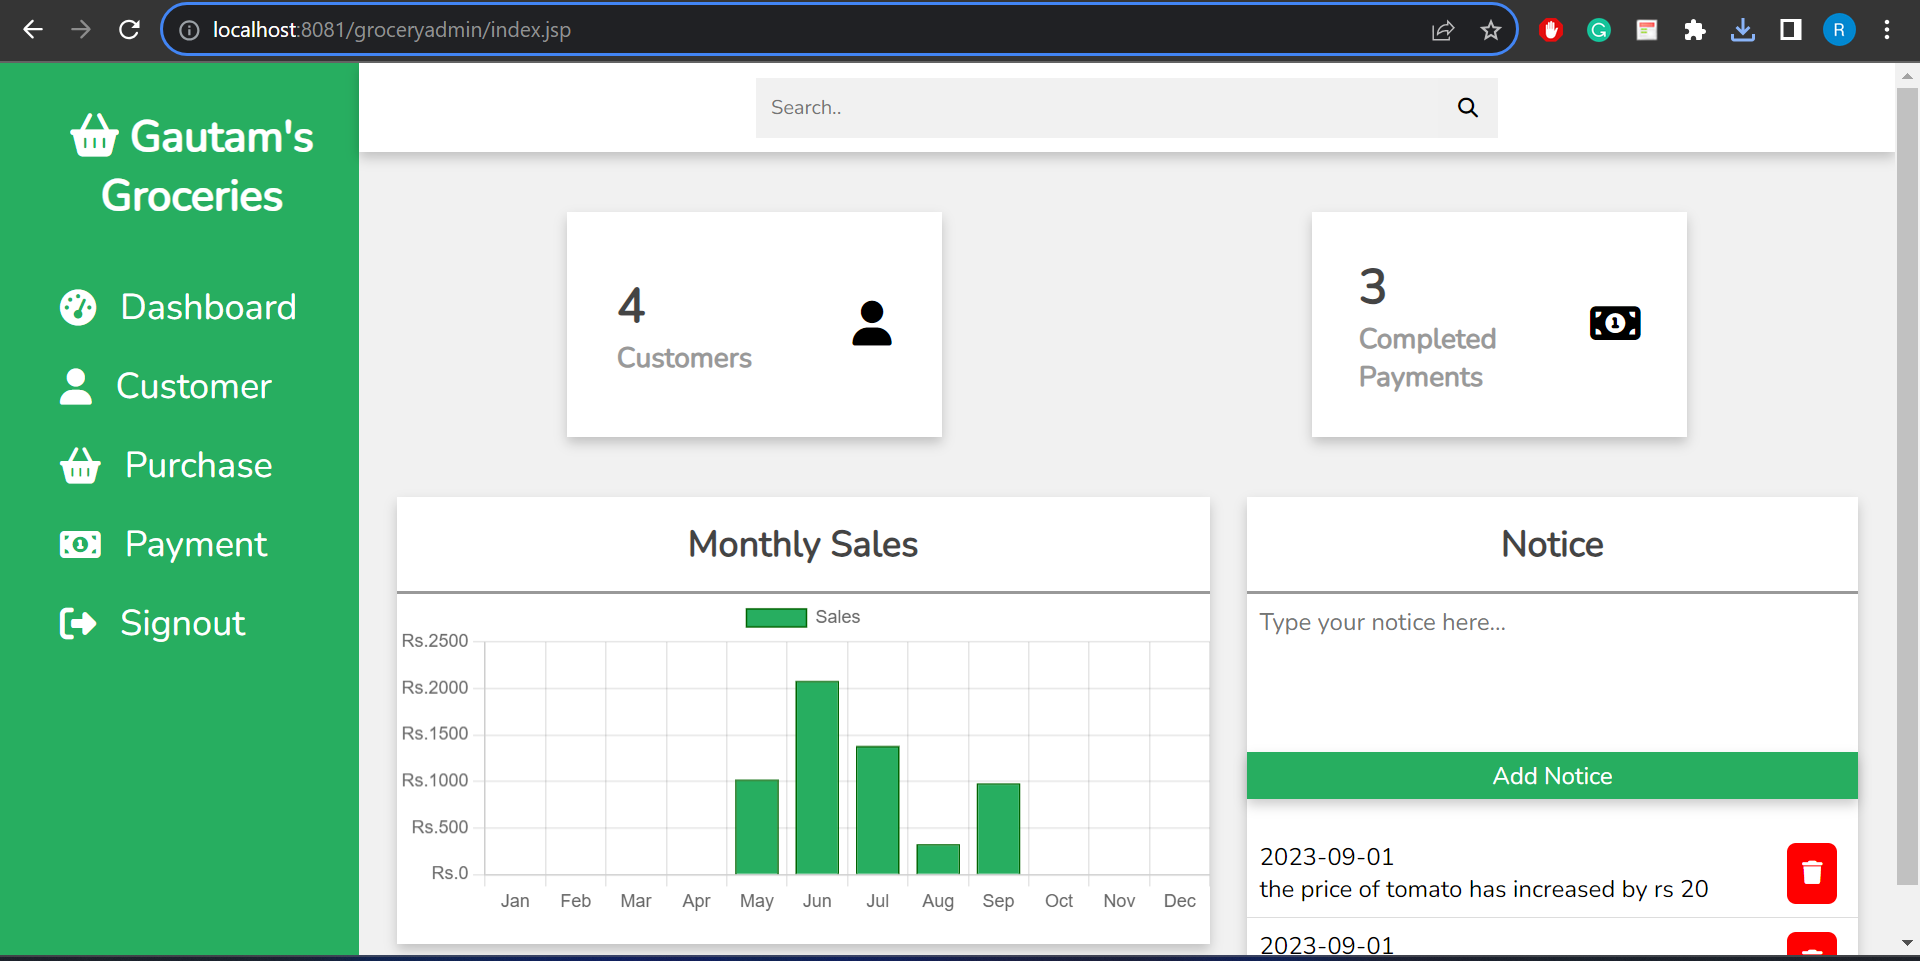 localhost:8081/groceryadmin/index.jsp
G
R
Gautam's
Groceries
Dashboard
Customer
Purchase
1
Payment
Signout
Search..
4
Customers
3
Completed
Payments
1
Monthly Sales
Sales
Rs.2500
Rs.2000
Rs.1500
Rs.1000
Rs.500
Rs.0
Jan Feb Mar Apr May Jun Jul Aug Sep Oct Nov Dec
Notice
Type your notice here...
Add Notice
2023-09-01
the price of tomato has increased by rs 20
2023-09-01